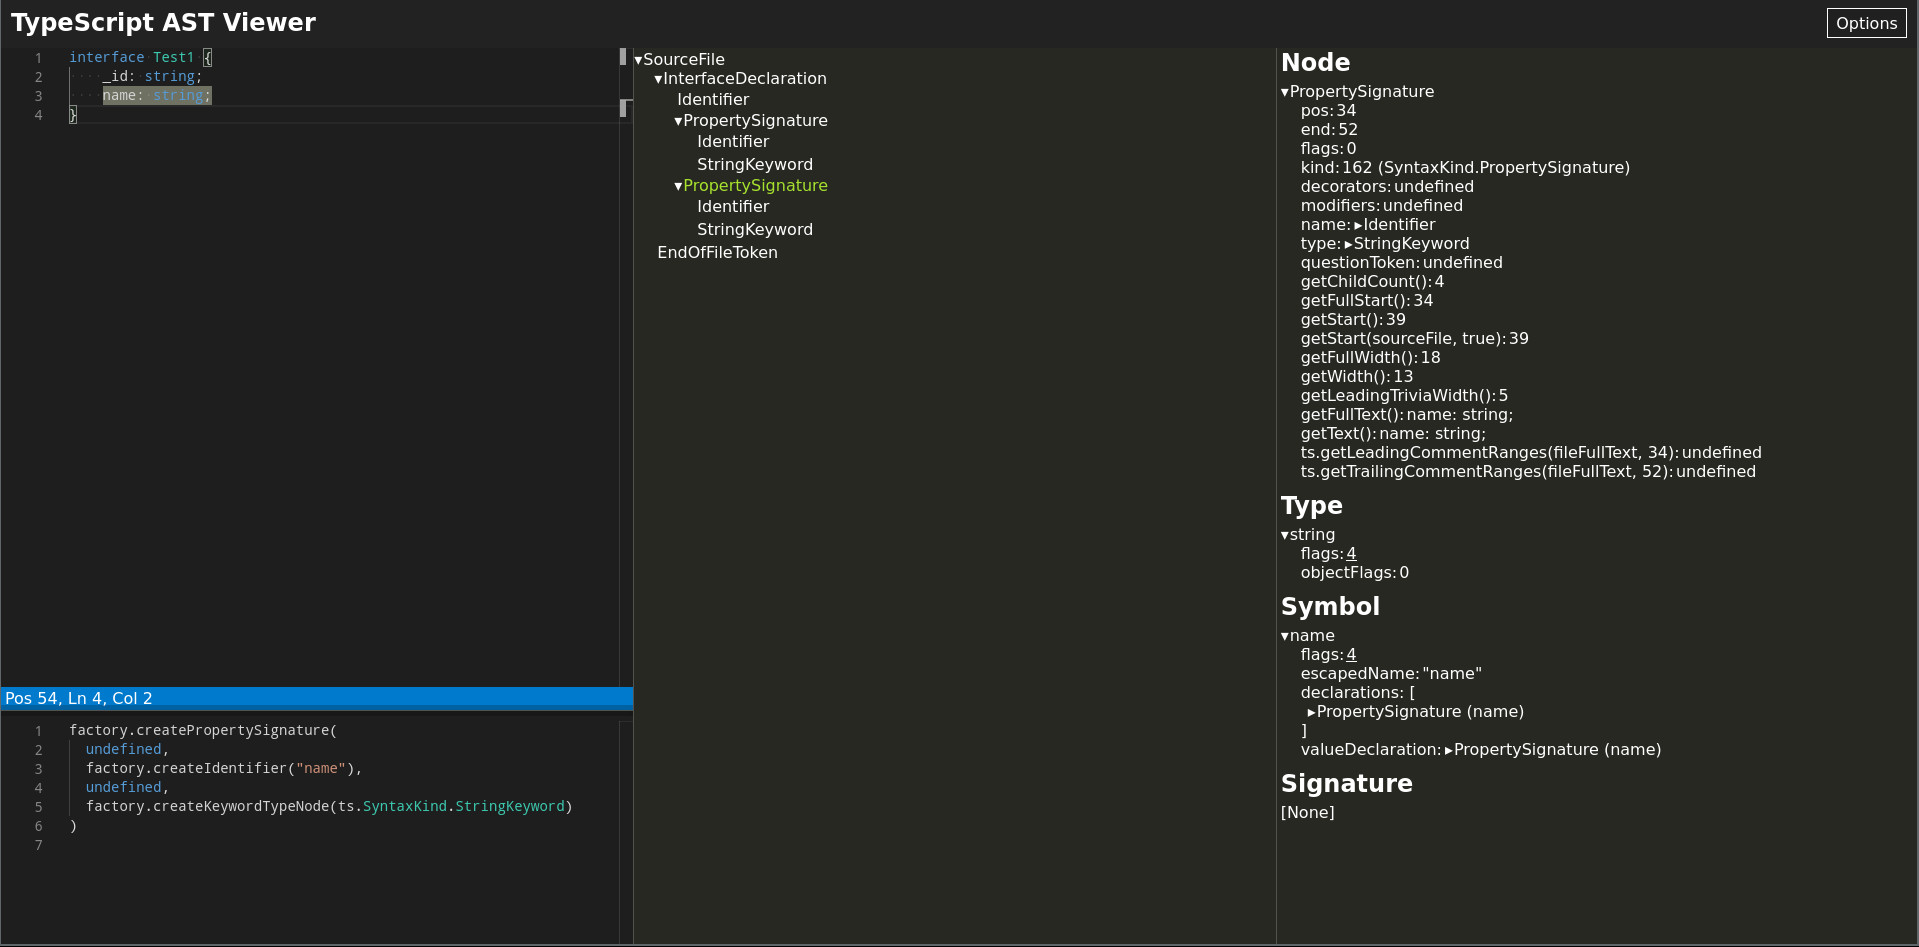 TypeScript AST Viewer
Options
1 interface Test1 {
2 _id: string;
3 name: string;
4 }
Pos 54, Ln 4, Col 2
1 factory.createPropertySignature(
2 undefined,
3 factory.createIdentifier("name"),
4 undefined,
5 factory.createKeywordTypeNode(ts.SyntaxKind.StringKeyword)
6 )
7
▾SourceFile
▾InterfaceDeclaration
Identifier
▾PropertySignature
Identifier
StringKeyword
▾PropertySignature
Identifier
StringKeyword
EndOfFileToken
Node
▾PropertySignature
pos:34
end:52
flags:0
kind:162 (SyntaxKind.PropertySignature)
decorators:undefined
modifiers:undefined
name:▸Identifier
type:▸StringKeyword
questionToken:undefined
getChildCount():4
getFullStart():34
getStart():39
getStart(sourceFile, true):39
getFullWidth():18
getWidth():13
getLeadingTriviaWidth():5
getFullText():name: string;
getText():name: string;
ts.getLeadingCommentRanges(fileFullText, 34):undefined
ts.getTrailingCommentRanges(fileFullText, 52):undefined
Type
▾string
flags:4
objectFlags:0
Symbol
▾name
flags:4
escapedName:"name"
declarations: [
▸PropertySignature (name)
]
valueDeclaration:▸PropertySignature (name)
Signature
[None]